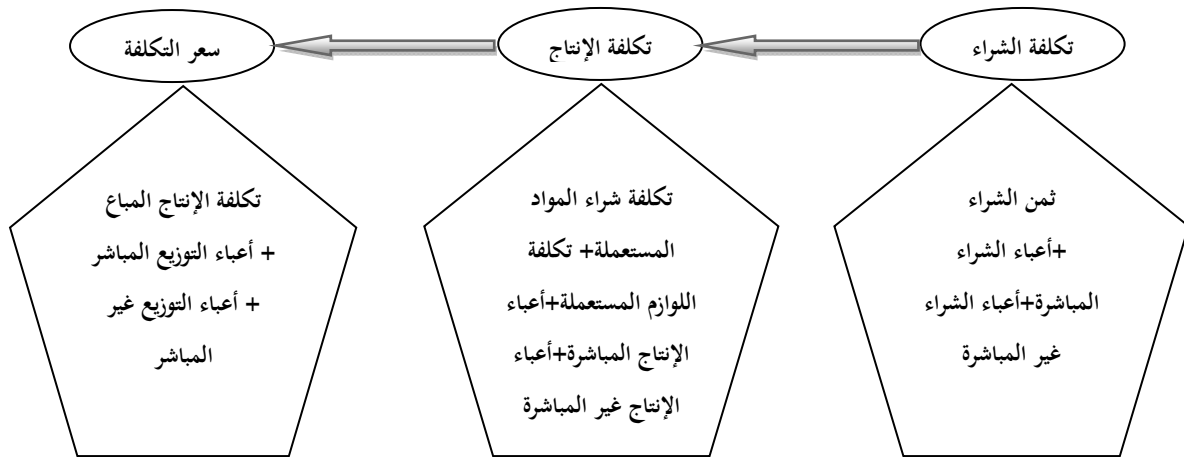 تكلفة الشراء
تكلفة الإنتاج
سعر التكلفة
ثمن الشراء
+أعباء الشراء
المباشرة+أعباء الشراء
غير المباشرة
تكلفة شراء المواد
المستعملة+ تكلفة
اللوازم المستعملة+أعباء
الإنتاج المباشرة+أعباء
الإنتاج غير المباشرة
تكلفة الإنتاج المباع
+ أعباء التوزيع المباشر
+ أعباء التوزيع غير
المباشر